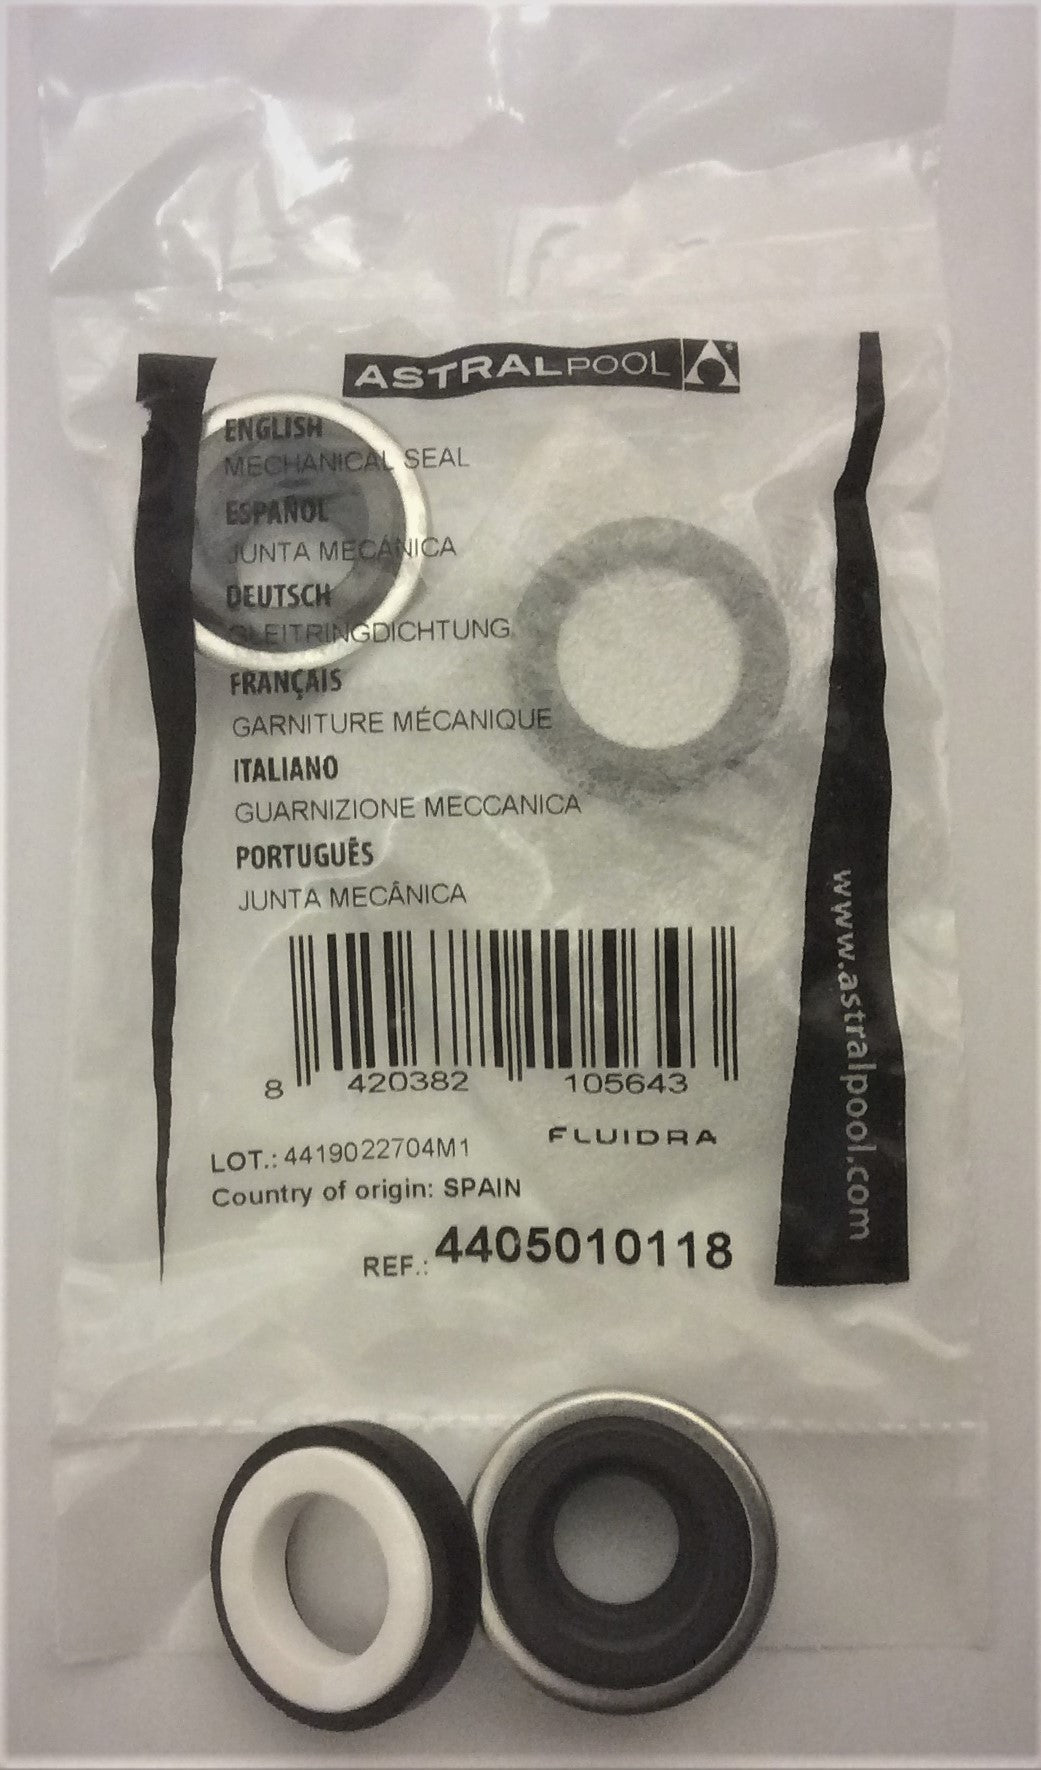 ASTRALPOOL
ENGLISH
MECHANICAL SEAL
ESPAÑOL
JUNTA MECÁNICA
DEUTSCH
GLEITRINGDICHTUNG
FRANÇAIS
GARNITURE MÉCANIQUE
ITALIANO
GUARNIZIONE MECCANICA
PORTUGUÊS
JUNTA MECÂNICA
8 420382 105643
FLUIDRA
LOT.: 4419022704M1
Country of origin: SPAIN
REF.: 4405010118
www.astralpool.com